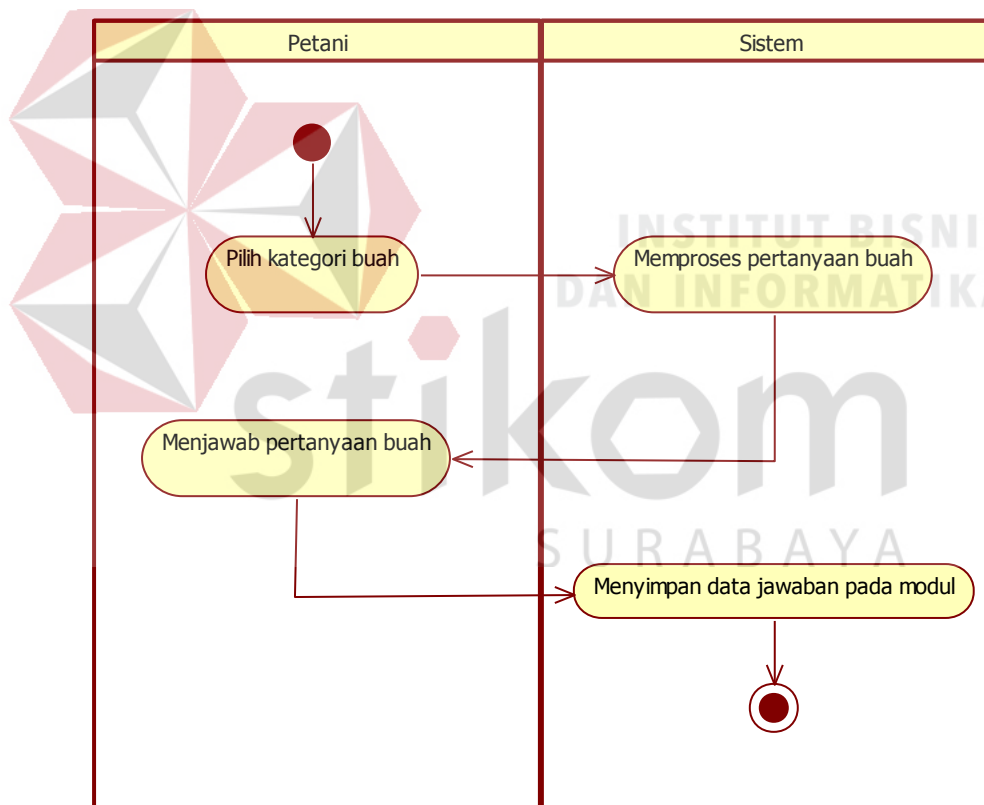 Petani
Sistem
Pilih kategori buah
Memproses pertanyaan buah
Menjawab pertanyaan buah
Menyimpan data jawaban pada modul
INSTITUT BISNI
DAN INFORMATIKA
stikom
SURABAYA